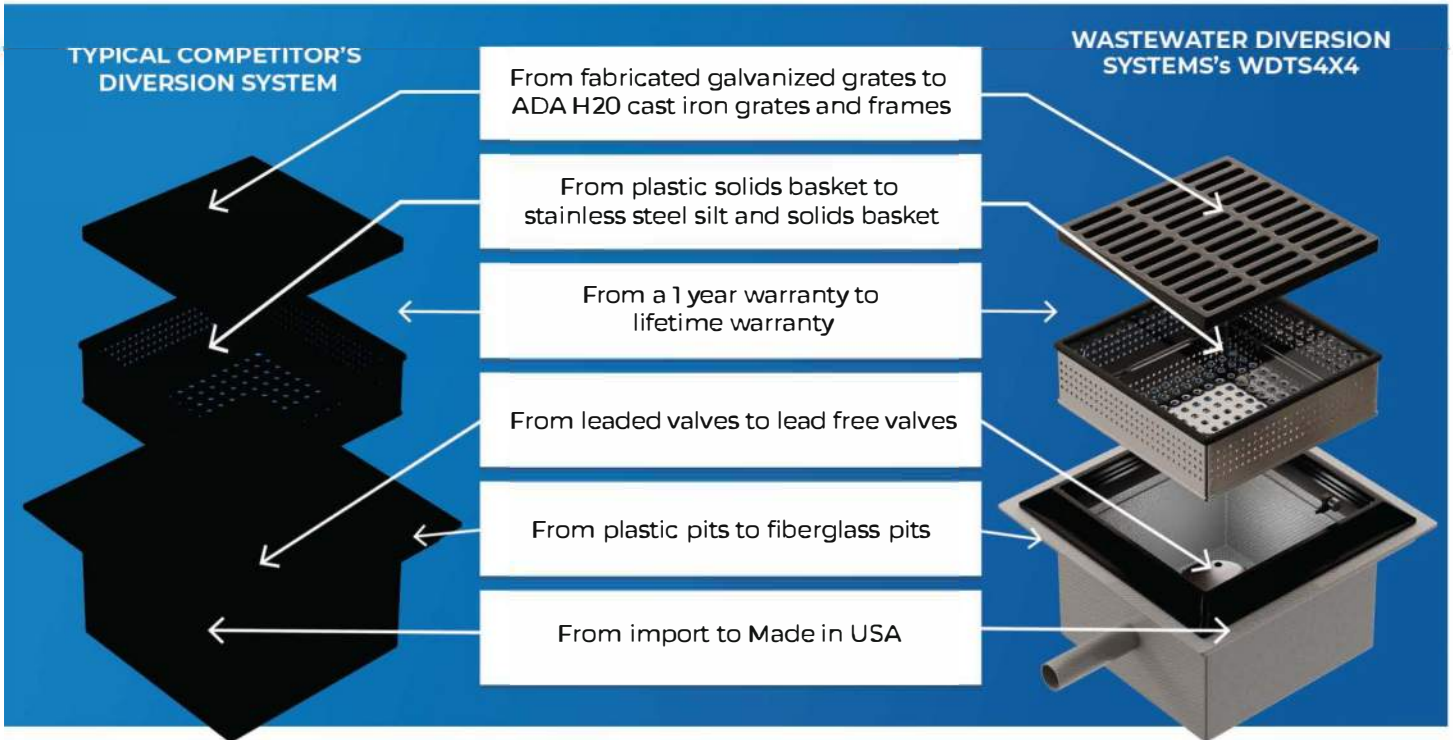 TYPICAL COMPETITOR'S
DIVERSION SYSTEM
WASTEWATER DIVERSION
SYSTEMS's WDTS4X4
From fabricated galvanized grates to
ADA H20 cast iron grates and frames
From plastic solids basket to
stainless steel silt and solids basket
From a 1 year warranty to
lifetime warranty
From leaded valves to lead free valves
From plastic pits to fiberglass pits
From import to Made in USA